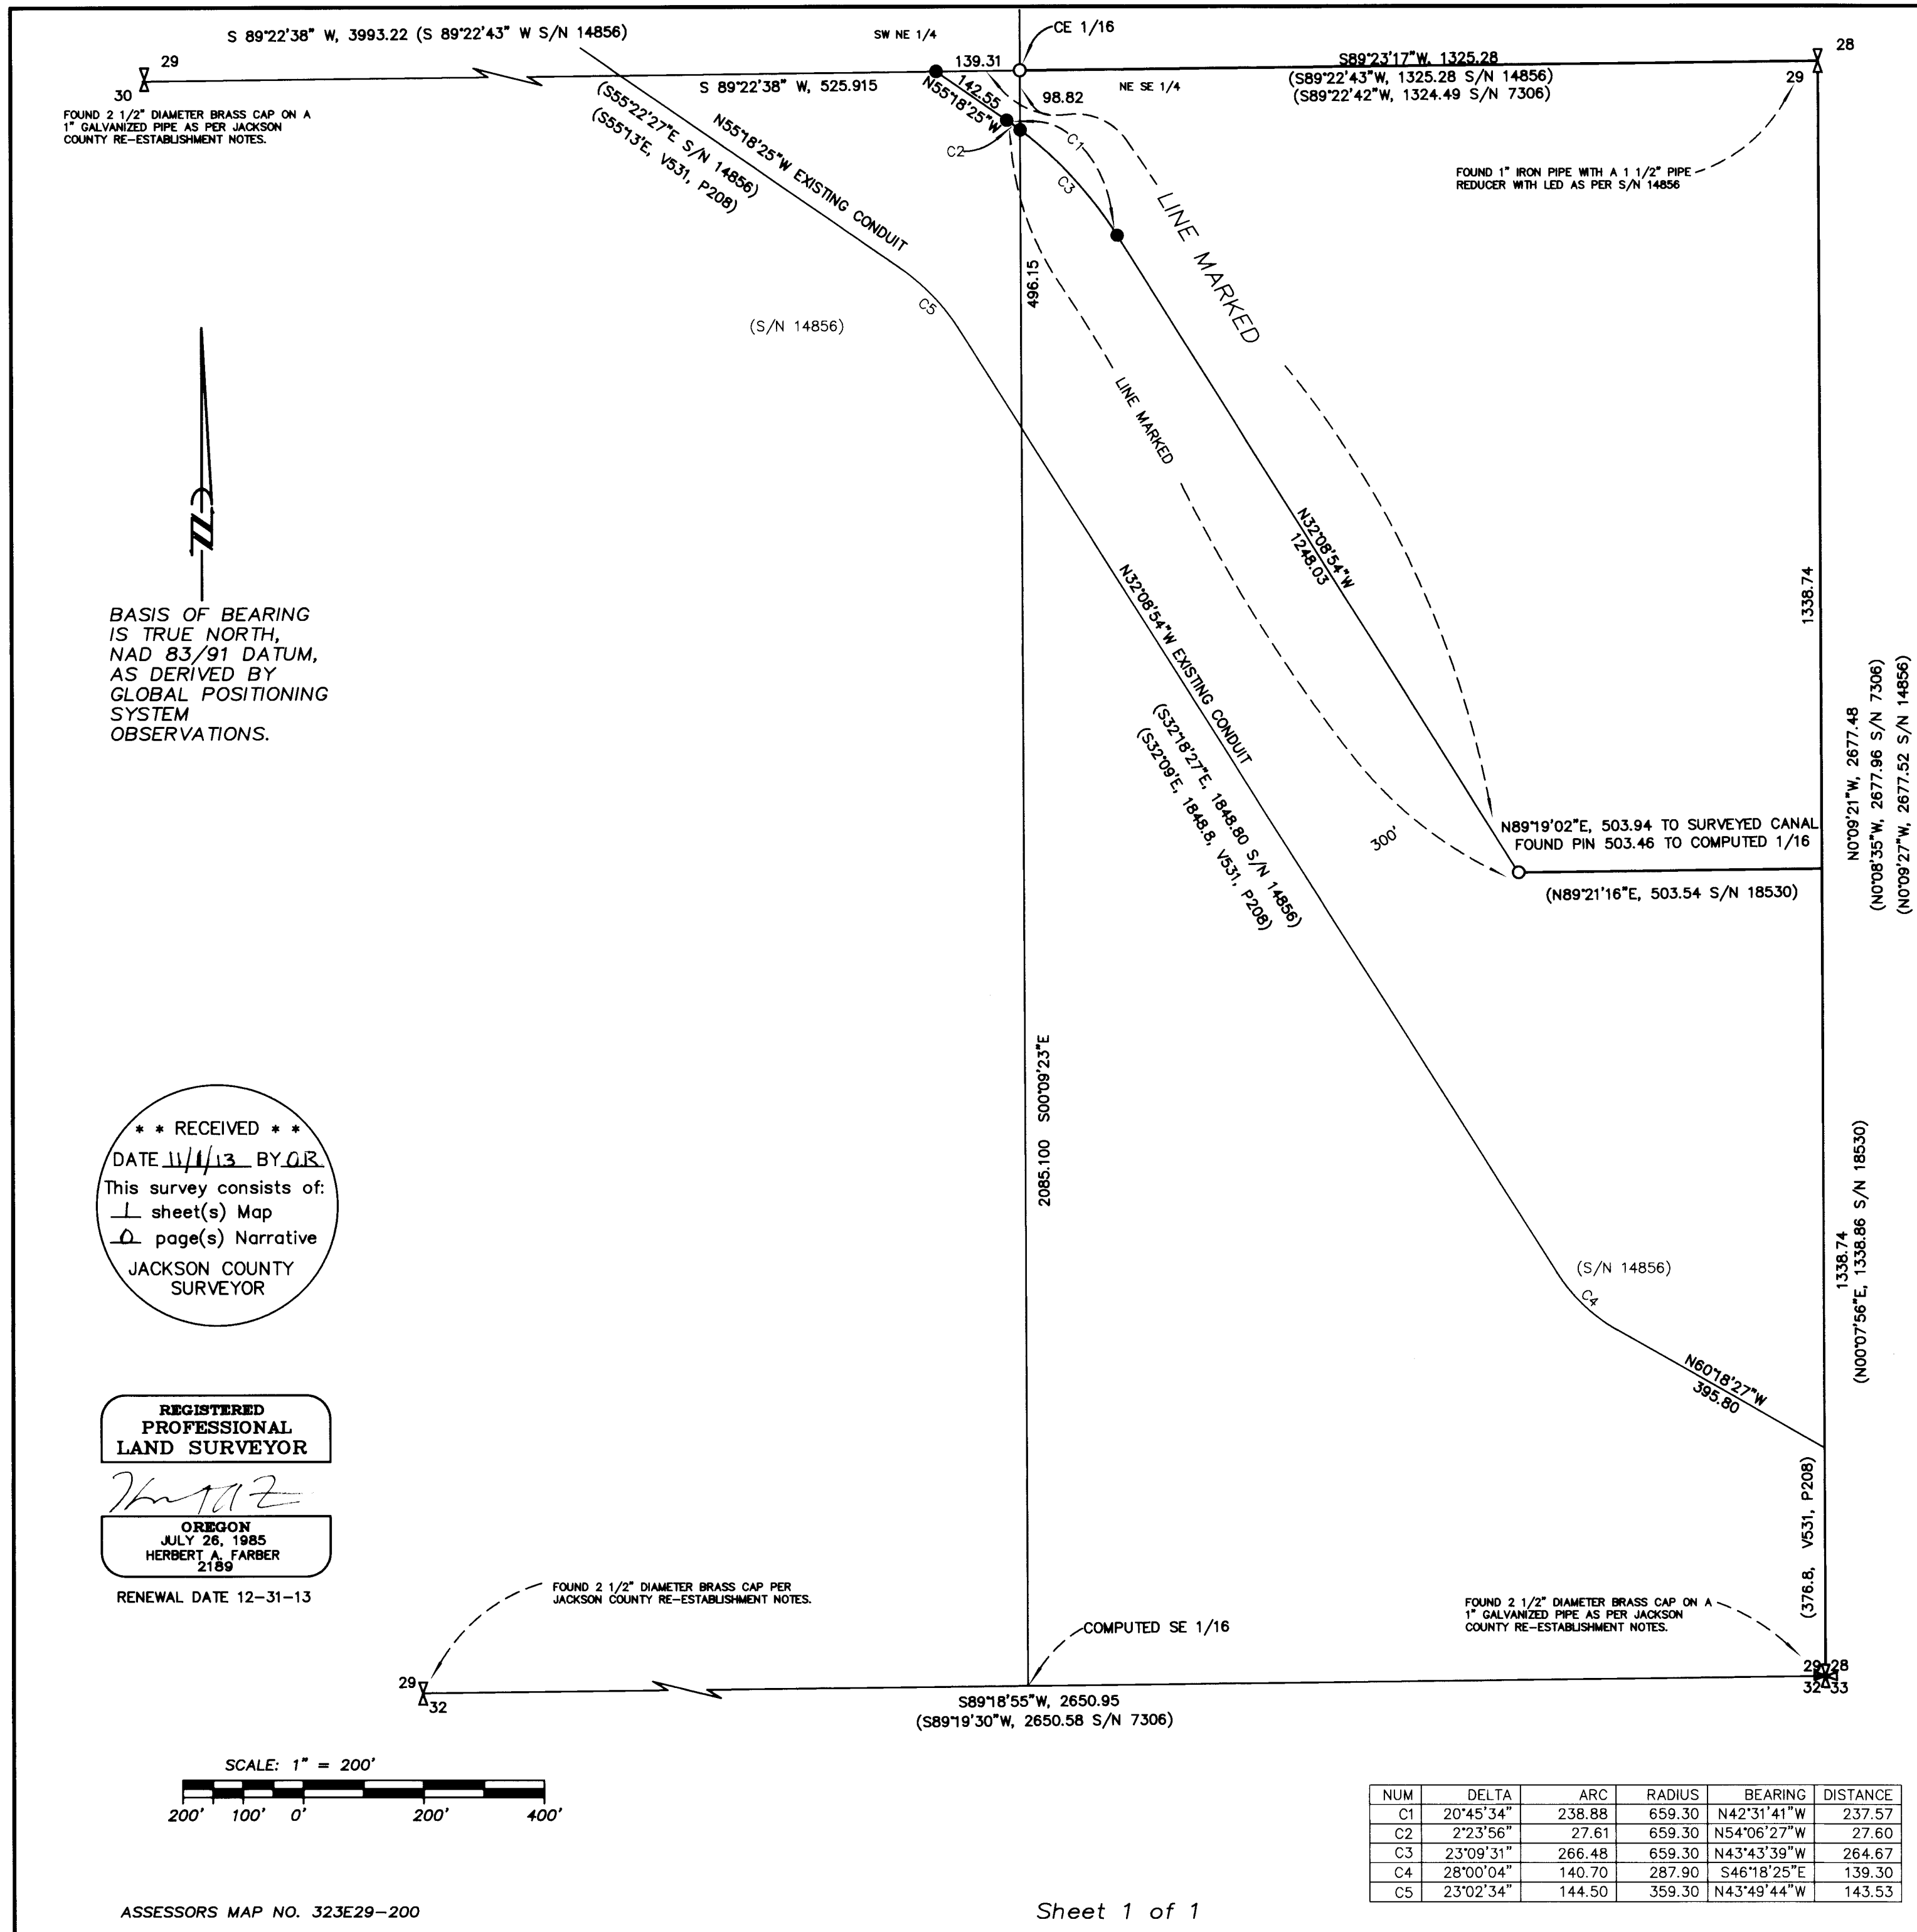 S 89°22'38" W, 3993.22 (S 89°22'43" W S/N 14856)
SW NE 1/4
CE 1/16
28
29
30
139.31
S89°23'17"W, 1325.28
(S89°22'43"W, 1325.28 S/N 14856)
(S89°22'42"W, 1324.49 S/N 7306)
29
S 89°22'38" W, 525.915
142.55
N55°18'25"W
98.82
NE SE 1/4
FOUND 2 1/2" DIAMETER BRASS CAP ON A
1" GALVANIZED PIPE AS PER JACKSON
COUNTY RE-ESTABLISHMENT NOTES.
N55°18'25"W EXISTING CONDUIT
(S55°22'27"E S/N 14856)
(S55°13'E, V531, P208)
C2
C1
C3
FOUND 1" IRON PIPE WITH A 1 1/2" PIPE
REDUCER WITH LED AS PER S/N 14856
LINE MARKED
496.15
C5
(S/N 14856)
LINE MARKED
N32°08'54"W
1248.03
1338.74
BASIS OF BEARING
IS TRUE NORTH,
NAD 83/91 DATUM,
AS DERIVED BY
GLOBAL POSITIONING
SYSTEM
OBSERVATIONS.
N32°08'54"W EXISTING CONDUIT
(S32°18'27"E, 1848.80 S/N 14856)
(S32°09'E, 1848.8, V531, P208)
N0°09'21"W, 2677.48
(N0°08'35"W, 2677.96 S/N 7306)
(N0°09'27"W, 2677.52 S/N 14856)
300'
N89°19'02"E, 503.94 TO SURVEYED CANAL
FOUND PIN 503.46 TO COMPUTED 1/16
(N89°21'16"E, 503.54 S/N 18530)
2085.100 S00°09'23"E
* * RECEIVED * *
DATE 11/1/13 BY O.R
This survey consists of:
1 sheet(s) Map
0 page(s) Narrative
JACKSON COUNTY
SURVEYOR
1338.74
(N00°07'56"E, 1338.86 S/N 18530)
(S/N 14856)
C4
N60°18'27"W
395.80
(376.8, V531, P208)
REGISTERED
PROFESSIONAL
LAND SURVEYOR
OREGON
JULY 26, 1985
HERBERT A. FARBER
2189
RENEWAL DATE 12-31-13
FOUND 2 1/2" DIAMETER BRASS CAP PER
JACKSON COUNTY RE-ESTABLISHMENT NOTES.
COMPUTED SE 1/16
FOUND 2 1/2" DIAMETER BRASS CAP ON A
1" GALVANIZED PIPE AS PER JACKSON
COUNTY RE-ESTABLISHMENT NOTES.
29
32
29 28
32 33
S89°18'55"W, 2650.95
(S89°19'30"W, 2650.58 S/N 7306)
SCALE: 1" = 200'
200' 100' 0' 200' 400'
NUM DELTA ARC RADIUS BEARING DISTANCE
C1 20°45'34" 238.88 659.30 N42°31'41"W 237.57
C2 2°23'56" 27.61 659.30 N54°06'27"W 27.60
C3 23°09'31" 266.48 659.30 N43°43'39"W 264.67
C4 28°00'04" 140.70 287.90 S46°18'25"E 139.30
C5 23°02'34" 144.50 359.30 N43°49'44"W 143.53
ASSESSORS MAP NO. 323E29-200
Sheet 1 of 1